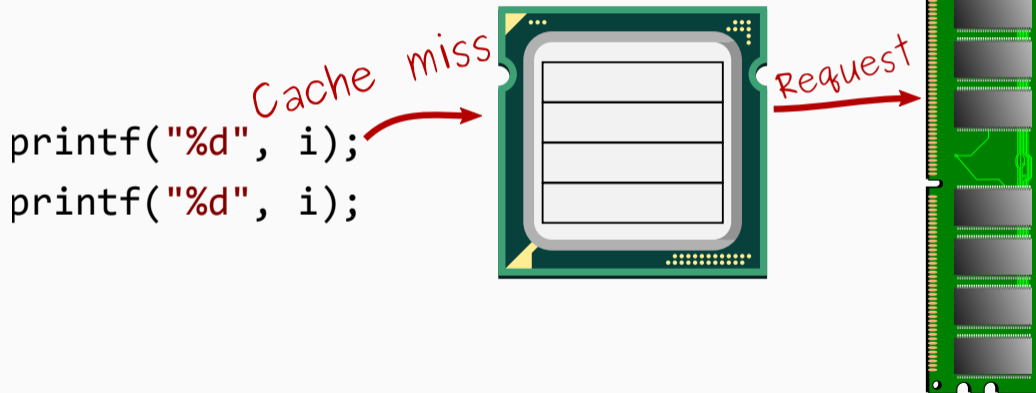 Cache miss
Request
printf("%d", i);
printf("%d", i);